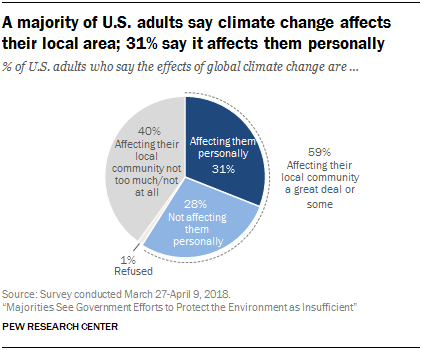 A majority of U.S. adults say climate change affects
their local area; 31% say it affects them personally
% of U.S. adults who say the effects of global climate change are ...
40%
Affecting their
local
community not
too much/not
at all
Affecting them
personally
31%
59%
Affecting their
local community
a great deal or
some
28%
Not affecting
them
personally
1%
Refused
Source: Survey conducted March 27-April 9, 2018.
“Majorities See Government Efforts to Protect the Environment as Insufficient”
PEW RESEARCH CENTER